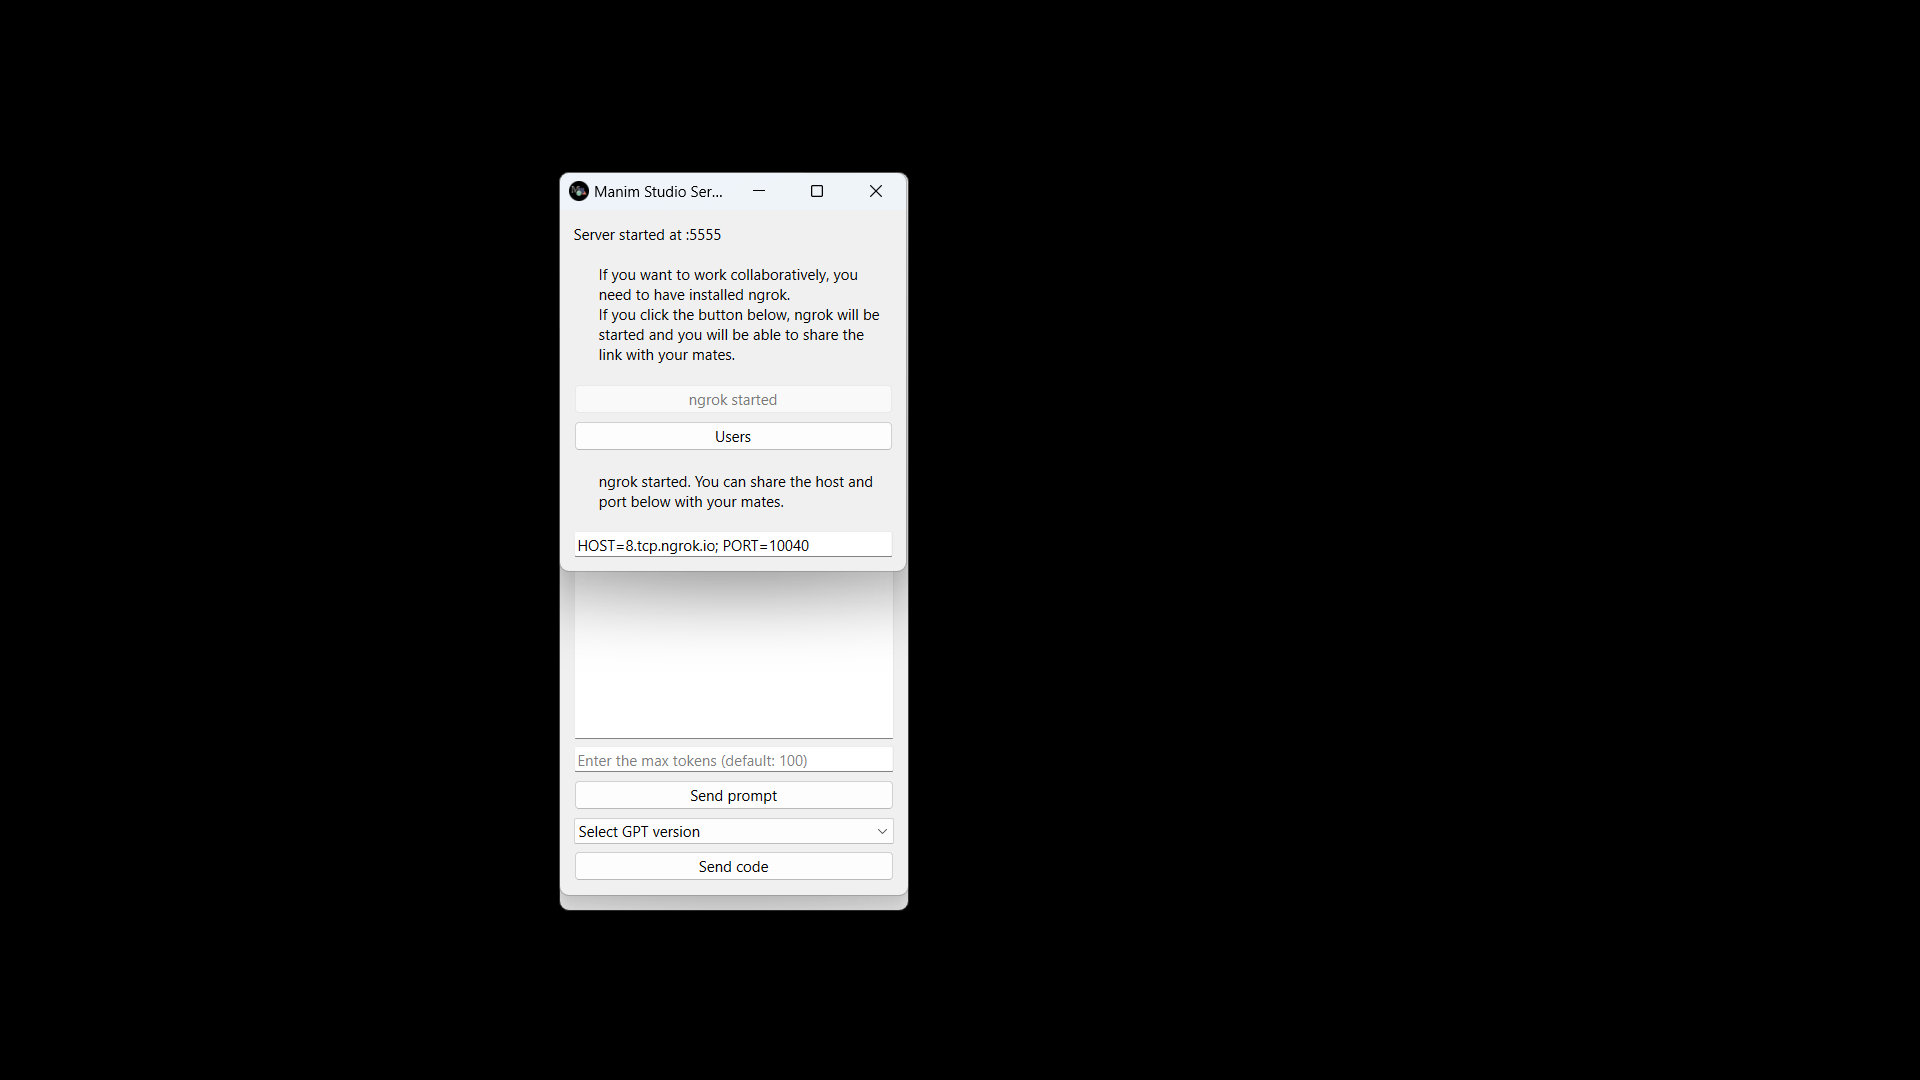 Manim Studio Ser...
Server started at :5555
If you want to work collaboratively, you
need to have installed ngrok.
If you click the button below, ngrok will be
started and you will be able to share the
link with your mates.
ngrok started
Users
ngrok started. You can share the host and
port below with your mates.
HOST=8.tcp.ngrok.io; PORT=10040
Enter the max tokens (default: 100)
Send prompt
Select GPT version
Send code